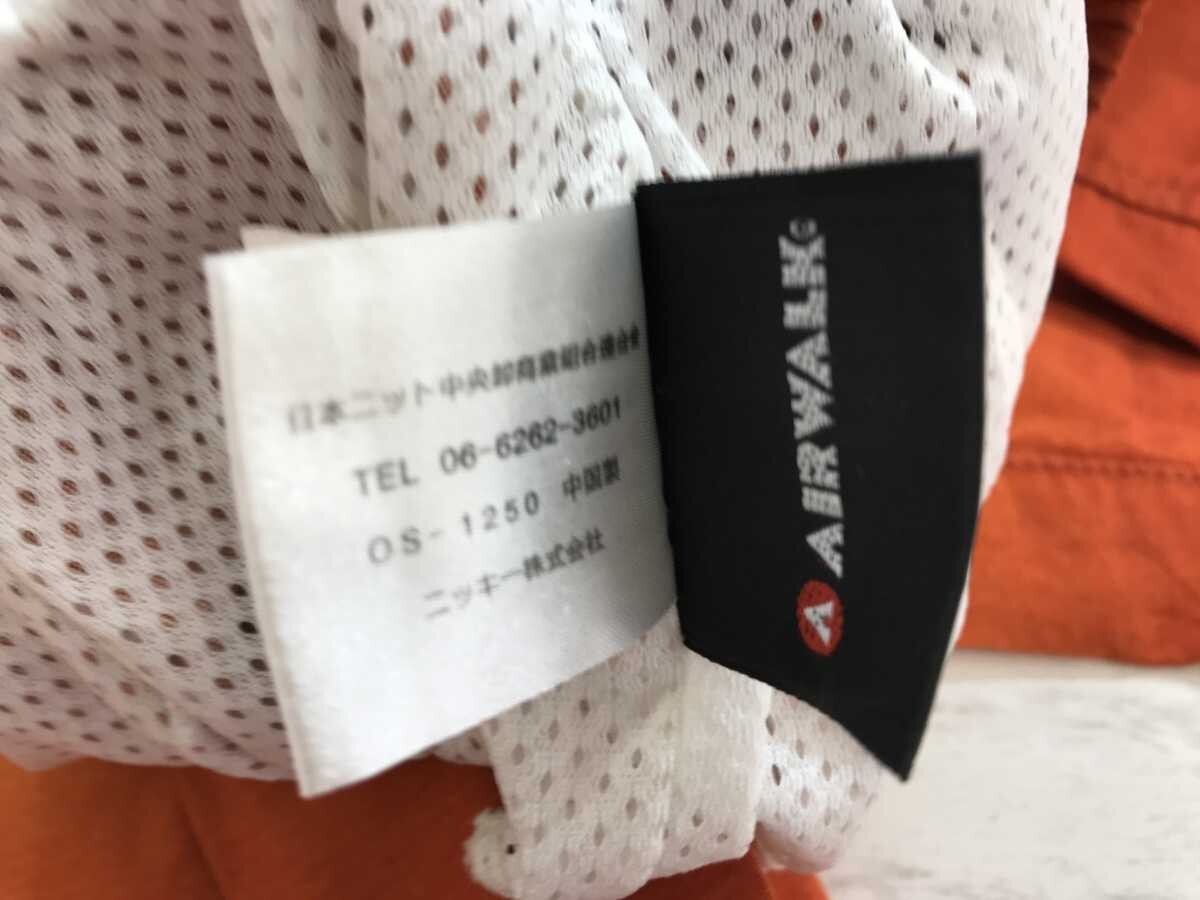 日本ニット中央卸商業組合連合会
TEL 06-6262-3601
OS-1250 中国製
ニッキー株式会社
A AIRWALK